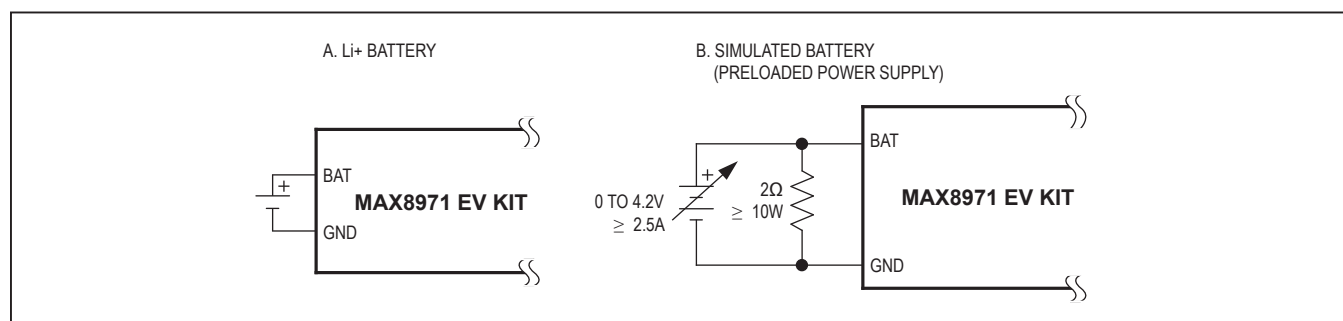 A. Li+ BATTERY
BAT
+
MAX8971 EV KIT
GND
B. SIMULATED BATTERY
(PRELOADED POWER SUPPLY)
BAT
+
0 TO 4.2V
≥ 2.5A
2Ω
≥ 10W
MAX8971 EV KIT
GND